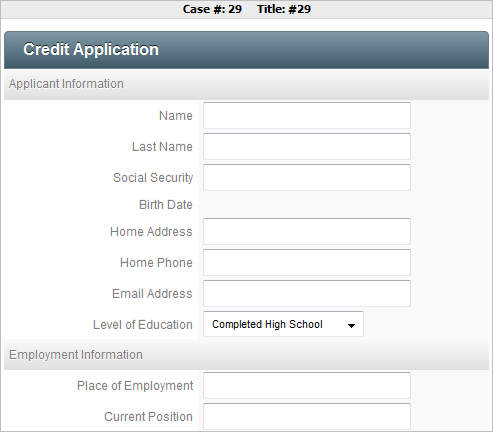 Case #: 29 Title: #29
Credit Application
Applicant Information
Name
Last Name
Social Security
Birth Date
Home Address
Home Phone
Email Address
Level of Education Completed High School
Employment Information
Place of Employment
Current Position